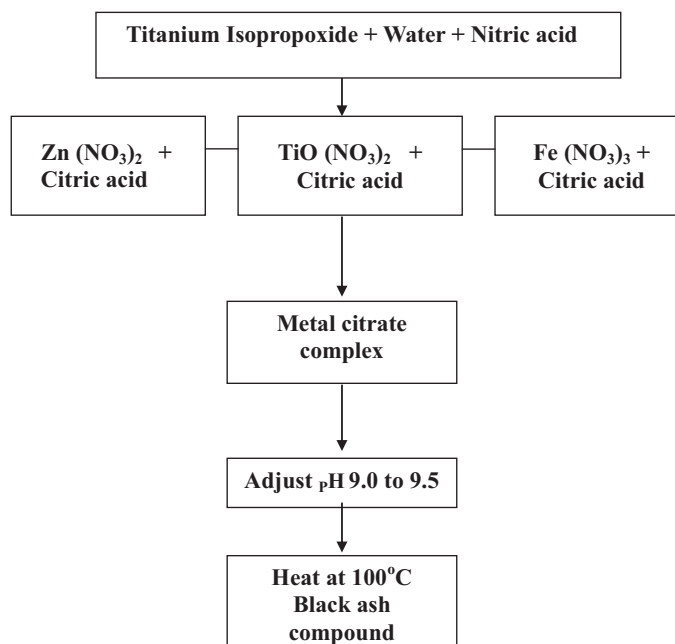 Titanium Isopropoxide + Water + Nitric acid
Zn (NO₃)₂ +
Citric acid
TiO (NO₃)₂ +
Citric acid
Fe (NO₃)₃ +
Citric acid
Metal citrate
complex
Adjust ₚH 9.0 to 9.5
Heat at 100°C
Black ash
compound